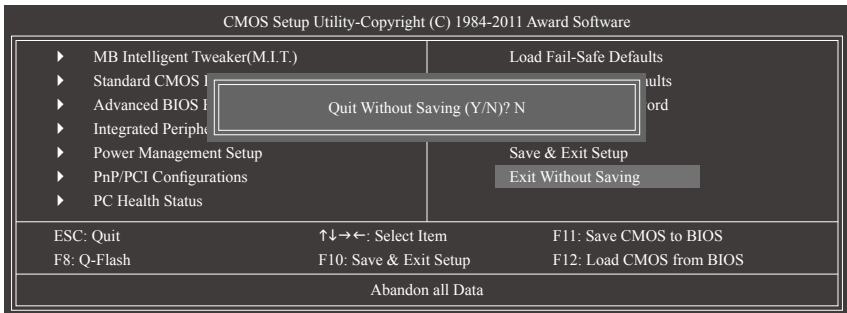 CMOS Setup Utility-Copyright (C) 1984-2011 Award Software
MB Intelligent Tweaker(M.I.T.)
Standard CMOS
Advanced BIOS
Integrated
Power Management Setup
PnP/PCI Configurations
PC Health Status
Load Fail-Safe Defaults
Save & Exit Setup
Exit Without Saving
Quit Without Saving (Y/N)? N
ESC: Quit ↑↓→←: Select Item F11: Save CMOS to BIOS
F8: Q-Flash F10: Save & Exit Setup F12: Load CMOS from BIOS
Abandon all Data